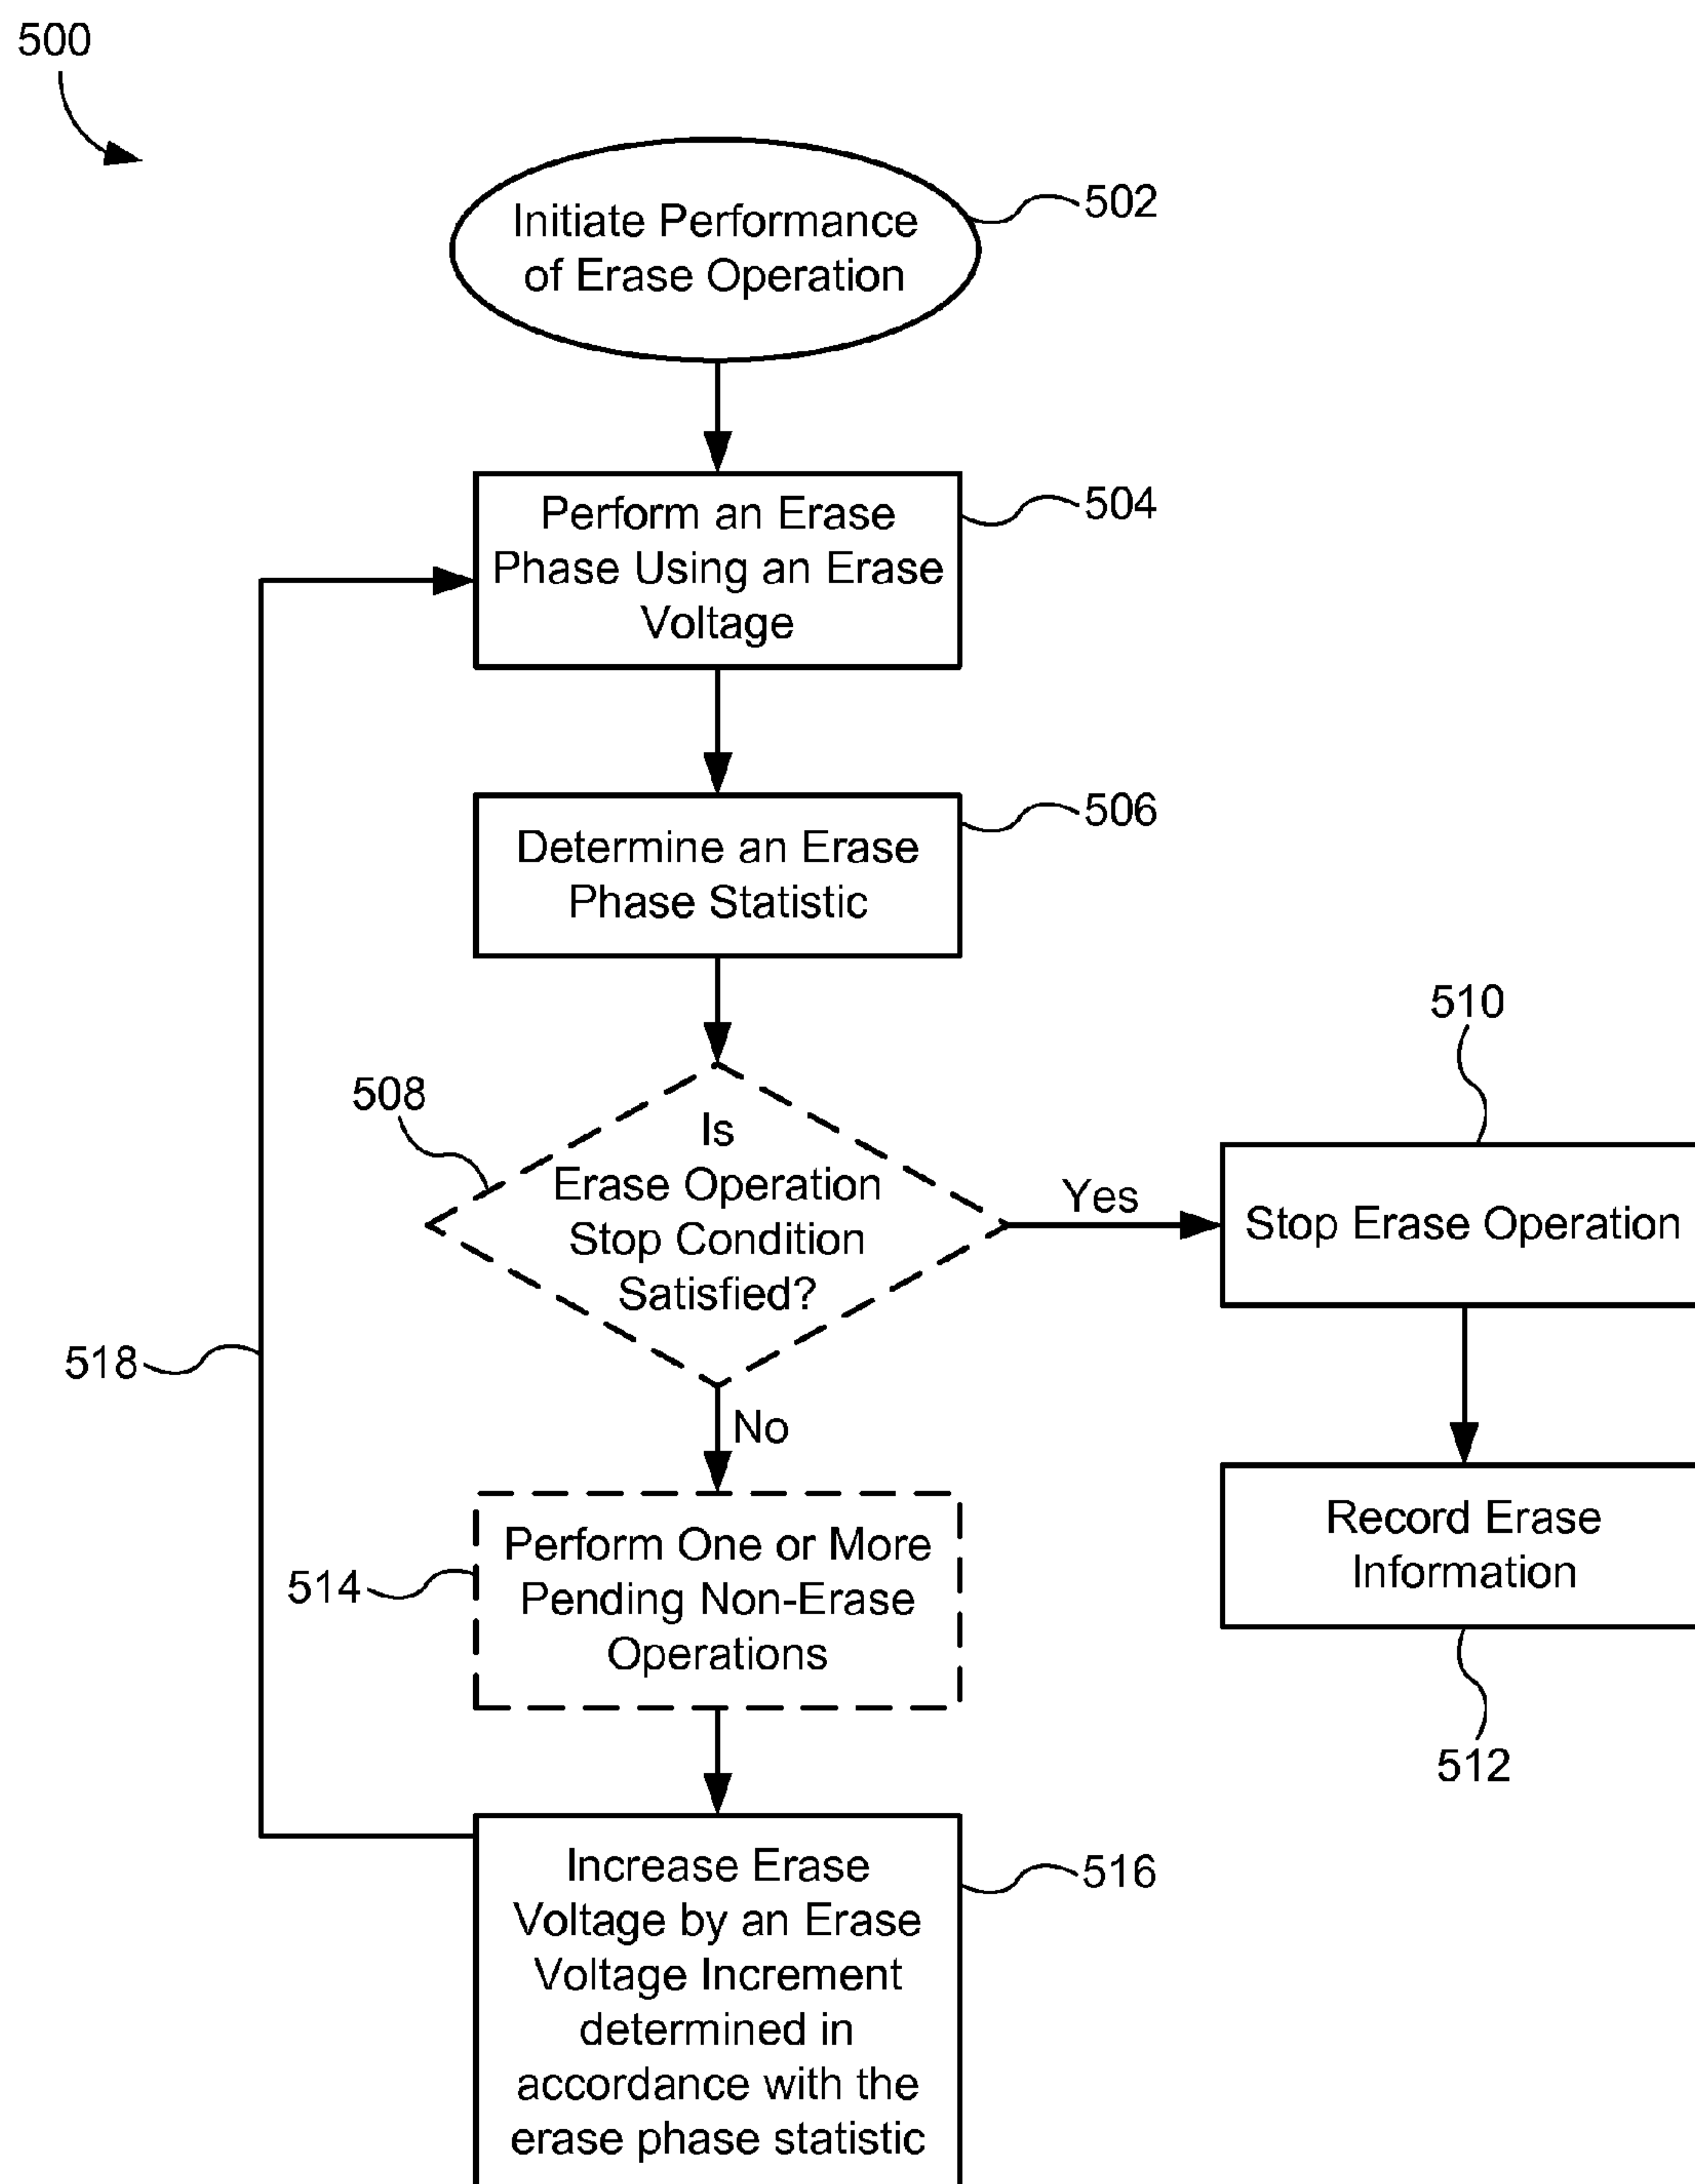 500
Initiate Performance
of Erase Operation
502
Perform an Erase
Phase Using an Erase
Voltage
504
Determine an Erase
Phase Statistic
506
508
Is
Erase Operation
Stop Condition
Satisfied?
Yes
510
Stop Erase Operation
518
No
Record Erase
Information
512
514
Perform One or More
Pending Non-Erase
Operations
Increase Erase
Voltage by an Erase
Voltage Increment
determined in
accordance with the
erase phase statistic
516